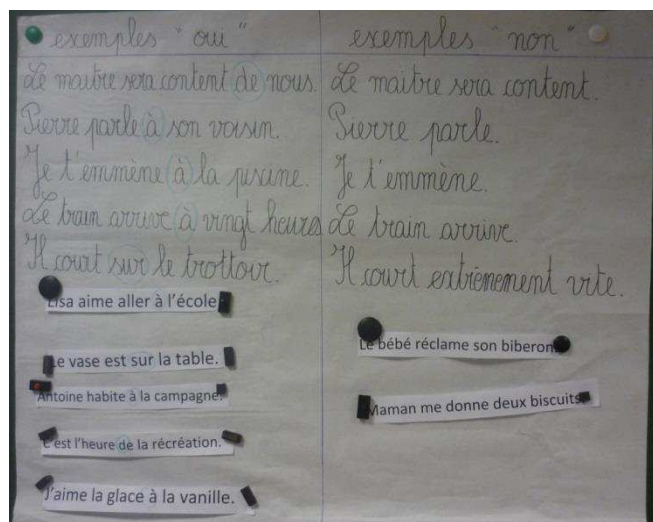 exemples "oui"
Le maitre sera content de nous.
Pierre parle à son voisin.
Je t'emmène à la piscine.
Le train arrive à vingt heures
Il court sur le trottoir.
Lisa aime aller à l'école
Le vase est sur la table.
Antoine habite à la campagne.
C'est l'heure de la récréation.
J'aime la glace à la vanille.
exemples "non"
Le maitre sera content.
Pierre parle.
Je t'emmène.
Le train arrive.
Il court extrêmement vite.
Le bébé réclame son biberon.
Maman me donne deux biscuits.